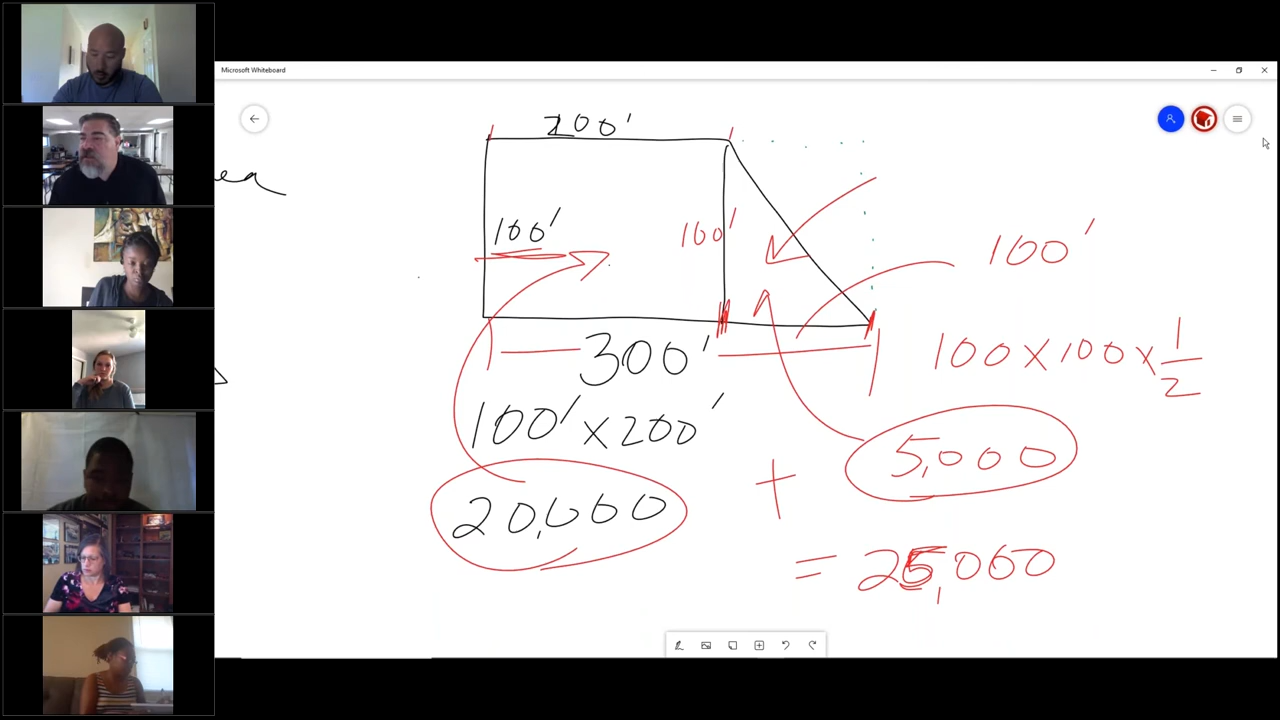 Microsoft Whiteboard
200'
ea
100'
100'
100'
300'
100 x 100 x 1/2
100' x 200'
5,000
+
20,000
= 25,000